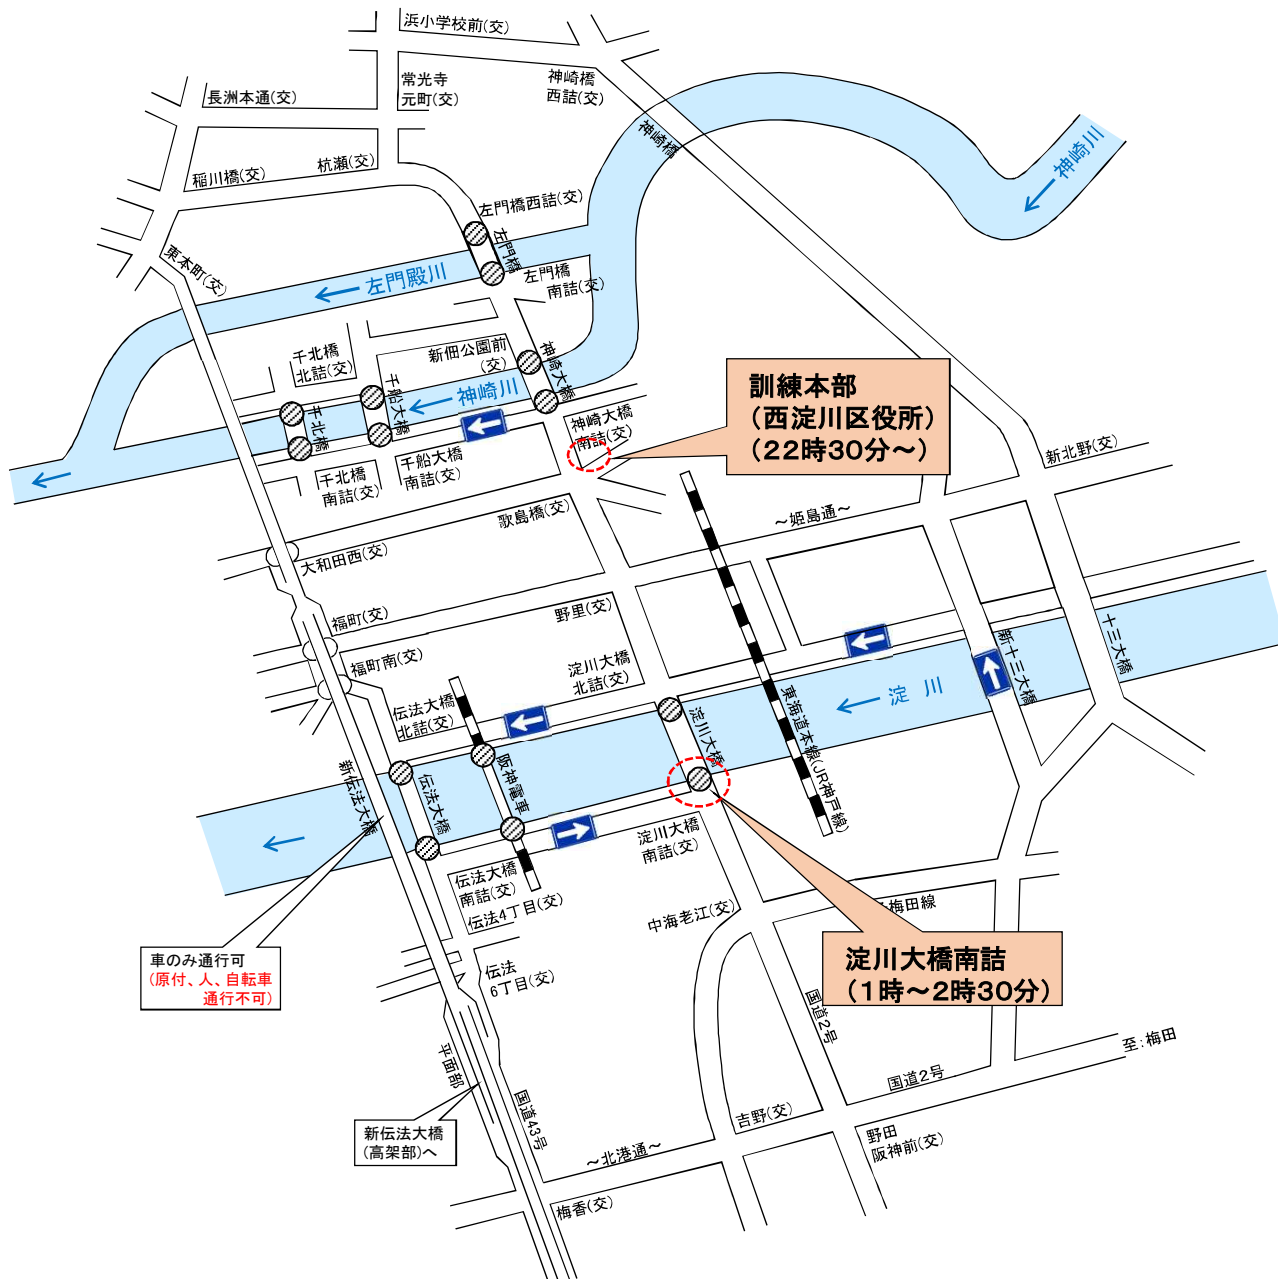 浜小学校前(交)
常光寺
元町(交)
神崎橋
西詰(交)
長洲本通(交)
神崎橋
神崎川
杭瀬(交)
稲川橋(交)
左門橋西詰(交)
左門橋
東本町(交)
左門殿川
左門橋
南詰(交)
千北橋
北詰(交)
新佃公園前
(交)
神崎大橋
千船大橋
神崎川
千北橋
神崎大橋
南詰(交)
訓練本部
(西淀川区役所)
(22時30分～)
千船大橋
南詰(交)
千北橋
南詰(交)
新北野(交)
歌島橋(交)
～姫島通～
大和田西(交)
福町(交)
野里(交)
福町南(交)
淀川大橋
北詰(交)
新十三大橋
十三大橋
伝法大橋
北詰(交)
淀川大橋
東海道本線(JR神戸線)
淀川
新伝法大橋
伝法大橋
阪神電車
淀川大橋
南詰(交)
伝法大橋
南詰(交)
伝法4丁目(交)
中海老江(交)
梅田線
淀川大橋南詰
(1時～2時30分)
車のみ通行可
(原付、人、自転車
通行不可)
伝法
6丁目(交)
国道2号
平面部
至:梅田
国道2号
国道43号
新伝法大橋
(高架部)へ
吉野(交)
野田
阪神前(交)
～北港通～
梅香(交)